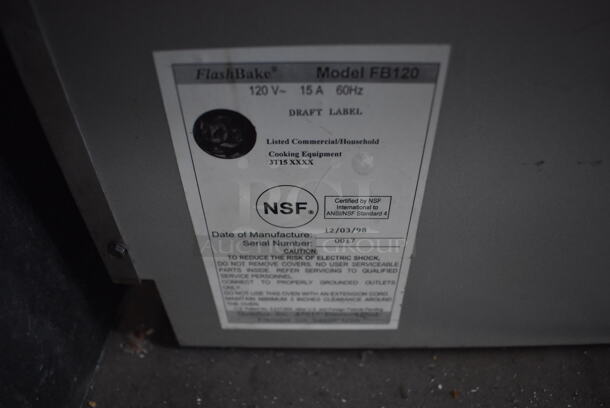 FlashBake® Model FB120
120 V~ 15 A 60Hz
DRAFT LABEL
Listed Commercial/Household
Cooking Equipment
3T15 XXXX
NSF®
Certified by NSF
International to
ANSI/NSF Standard 4
Date of Manufacture: 12/03/98
Serial Number: 0017
CAUTION:
TO REDUCE THE RISK OF ELECTRIC SHOCK,
DO NOT REMOVE COVERS. NO USER SERVICEABLE
PARTS INSIDE. REFER SERVICING TO QUALIFIED
SERVICE PERSONNEL.
CONNECT TO PROPERLY GROUNDED OUTLETS
ONLY.
DO NOT USE THIS OVEN WITH AN EXTENSION CORD.
MAINTAIN MINIMUM 2 INCHES CLEARANCE AROUND
THE OVEN.